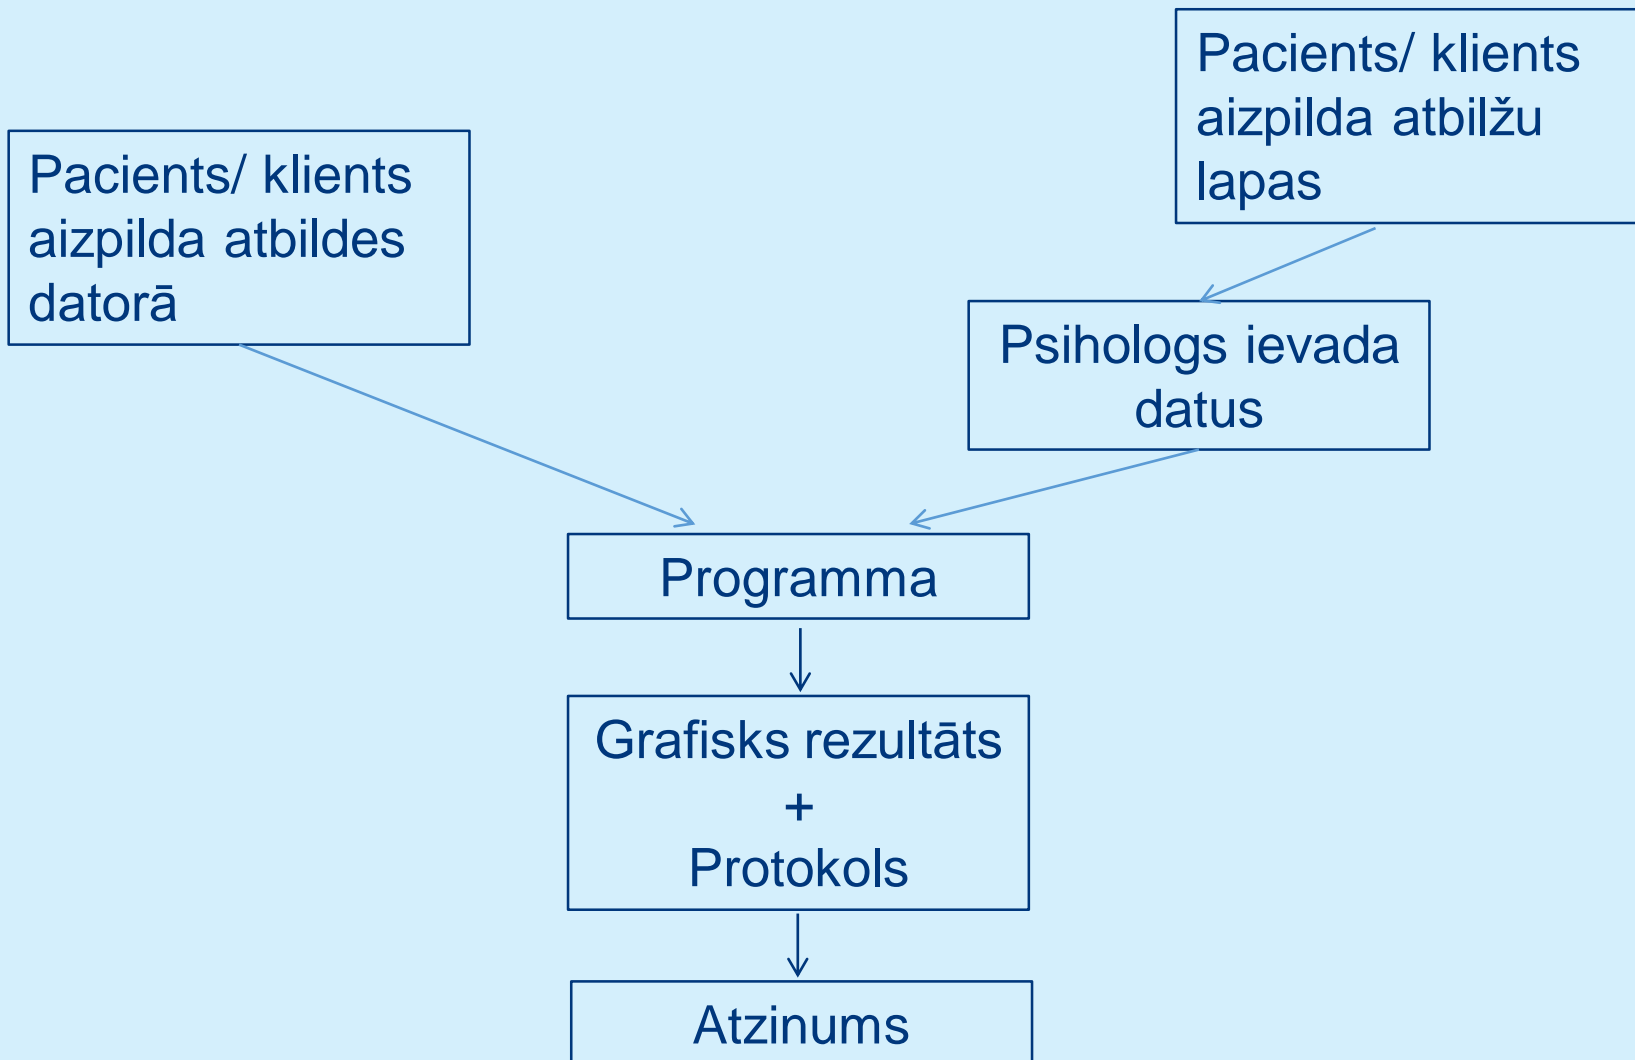 Pacients/ klients
aizpilda atbilžu
lapas
Pacients/ klients
aizpilda atbildes
datorā
Psihologs ievada
datus
Programma
Grafisks rezultāts
+
Protokols
Atzinums